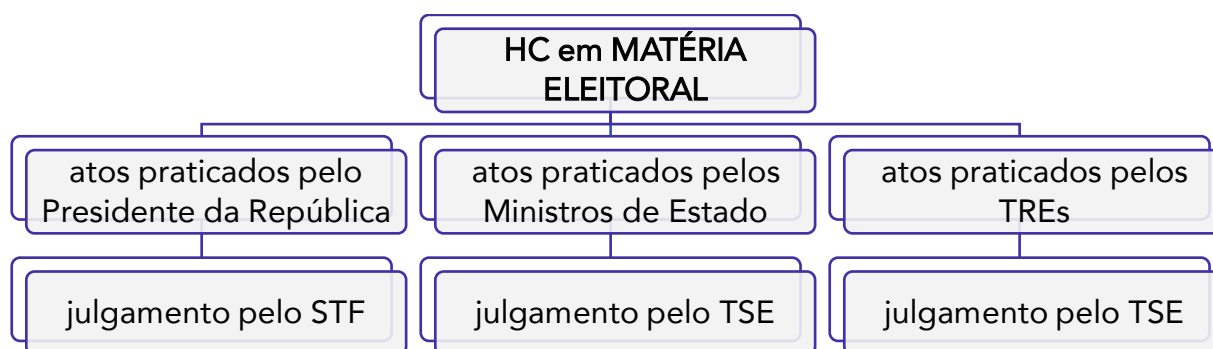 HC em MATÉRIA
ELEITORAL
atos praticados pelo
Presidente da República
atos praticados pelos
Ministros de Estado
atos praticados pelos
TREs
julgamento pelo STF
julgamento pelo TSE
julgamento pelo TSE